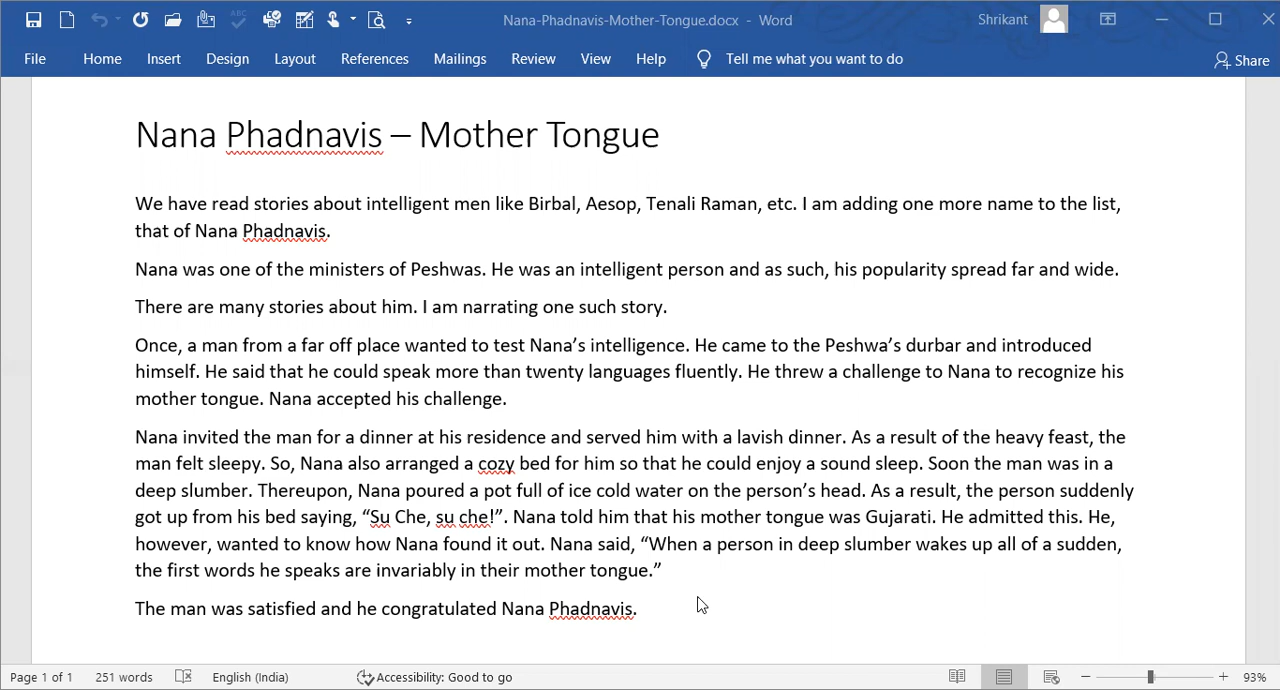 Nana-Phadnavis-Mother-Tongue.docx - Word
Shrikant
File Home Insert Design Layout References Mailings Review View Help Tell me what you want to do Share
Nana Phadnavis – Mother Tongue
We have read stories about intelligent men like Birbal, Aesop, Tenali Raman, etc. I am adding one more name to the list,
that of Nana Phadnavis.
Nana was one of the ministers of Peshwas. He was an intelligent person and as such, his popularity spread far and wide.
There are many stories about him. I am narrating one such story.
Once, a man from a far off place wanted to test Nana’s intelligence. He came to the Peshwa’s durbar and introduced
himself. He said that he could speak more than twenty languages fluently. He threw a challenge to Nana to recognize his
mother tongue. Nana accepted his challenge.
Nana invited the man for a dinner at his residence and served him with a lavish dinner. As a result of the heavy feast, the
man felt sleepy. So, Nana also arranged a cozy bed for him so that he could enjoy a sound sleep. Soon the man was in a
deep slumber. Thereupon, Nana poured a pot full of ice cold water on the person’s head. As a result, the person suddenly
got up from his bed saying, “Su Che, su che!”. Nana told him that his mother tongue was Gujarati. He admitted this. He,
however, wanted to know how Nana found it out. Nana said, “When a person in deep slumber wakes up all of a sudden,
the first words he speaks are invariably in their mother tongue.”
The man was satisfied and he congratulated Nana Phadnavis.
Page 1 of 1 251 words English (India) Accessibility: Good to go 93%